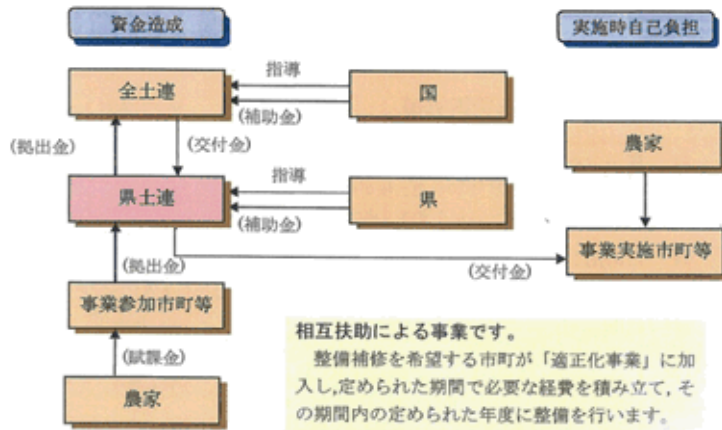 資金造成
実施時自己負担
全土連
指導
(補助金)
国
(拠出金)
(交付金)
農家
県土連
指導
(補助金)
県
(拠出金)
(交付金)
事業実施市町等
事業参加市町等
(賦課金)
農家
相互扶助による事業です。
整備補修を希望する市町が「適正化事業」に加
入し,定められた期間で必要な経費を積み立て, そ
の期間内の定められた年度に整備を行います。